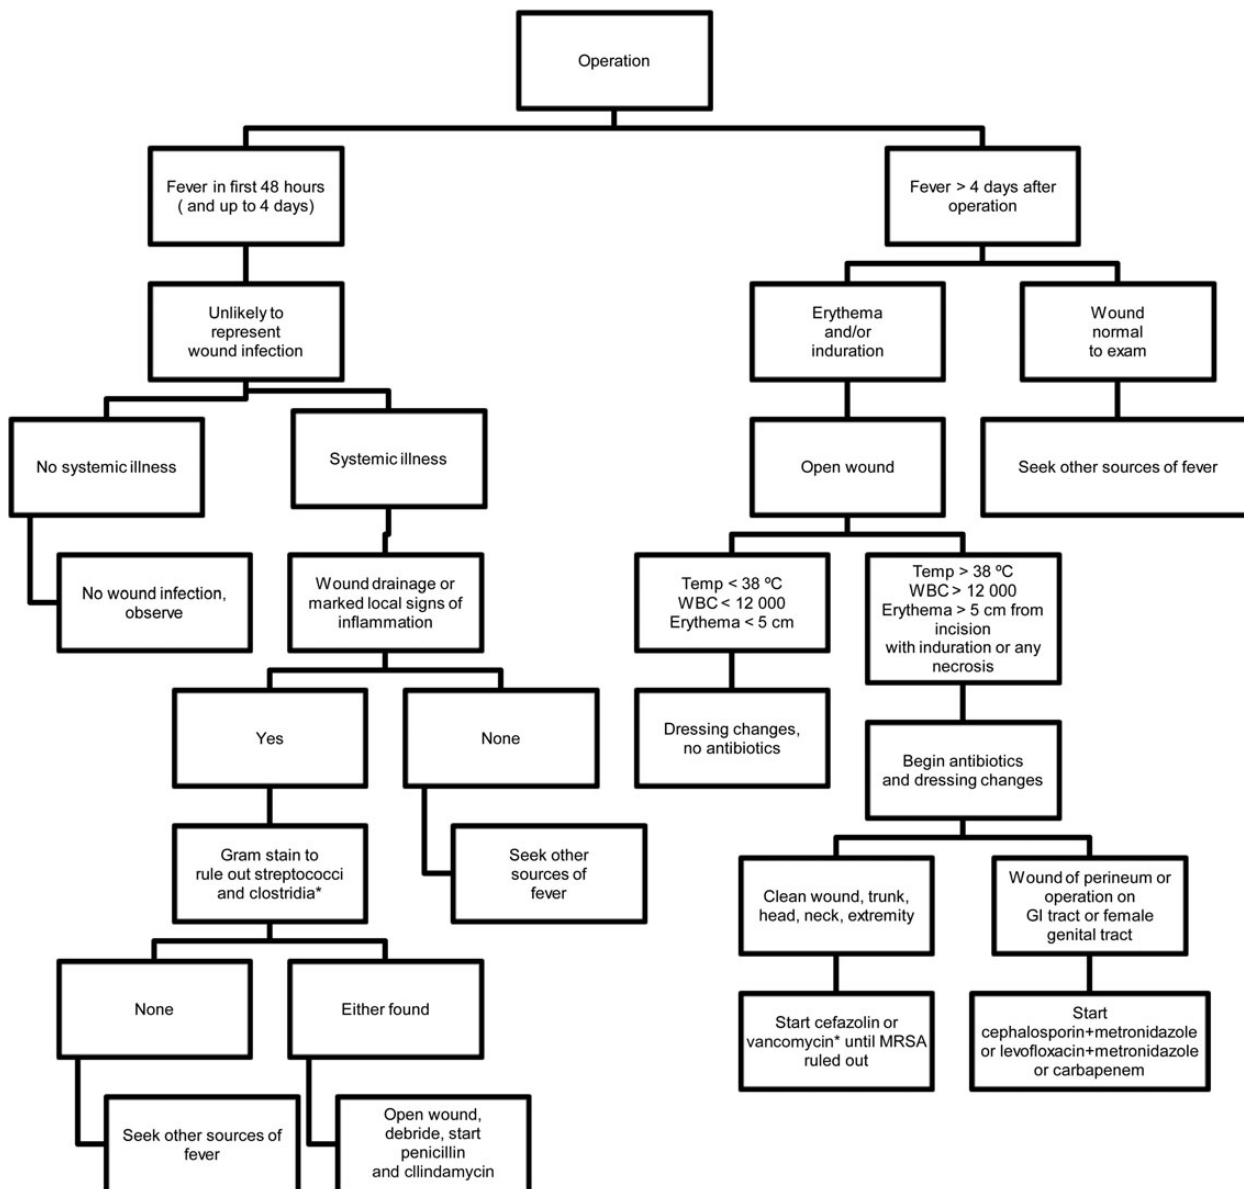 Operation
Fever in first 48 hours
( and up to 4 days)
Fever > 4 days after
operation
Unlikely to
represent
wound infection
Erythema
and/or
induration
Wound
normal
to exam
No systemic illness
Systemic illness
Open wound
Seek other sources of fever
No wound infection,
observe
Wound drainage or
marked local signs of
inflammation
Temp < 38 ºC
WBC < 12 000
Erythema < 5 cm
Temp > 38 ºC
WBC > 12 000
Erythema > 5 cm from
incision
with induration or any
necrosis
Yes
None
Dressing changes,
no antibiotics
Begin antibiotics
and dressing changes
Gram stain to
rule out streptococci
and clostridia*
Seek other
sources of
fever
Clean wound, trunk,
head, neck, extremity
Wound of perineum or
operation on
GI tract or female
genital tract
None
Either found
Start cefazolin or
vancomycin* until MRSA
ruled out
Start
cephalosporin+metronidazole
or levofloxacin+metronidazole
or carbapenem
Seek other sources of
fever
Open wound,
debride, start
penicillin
and cllindamycin